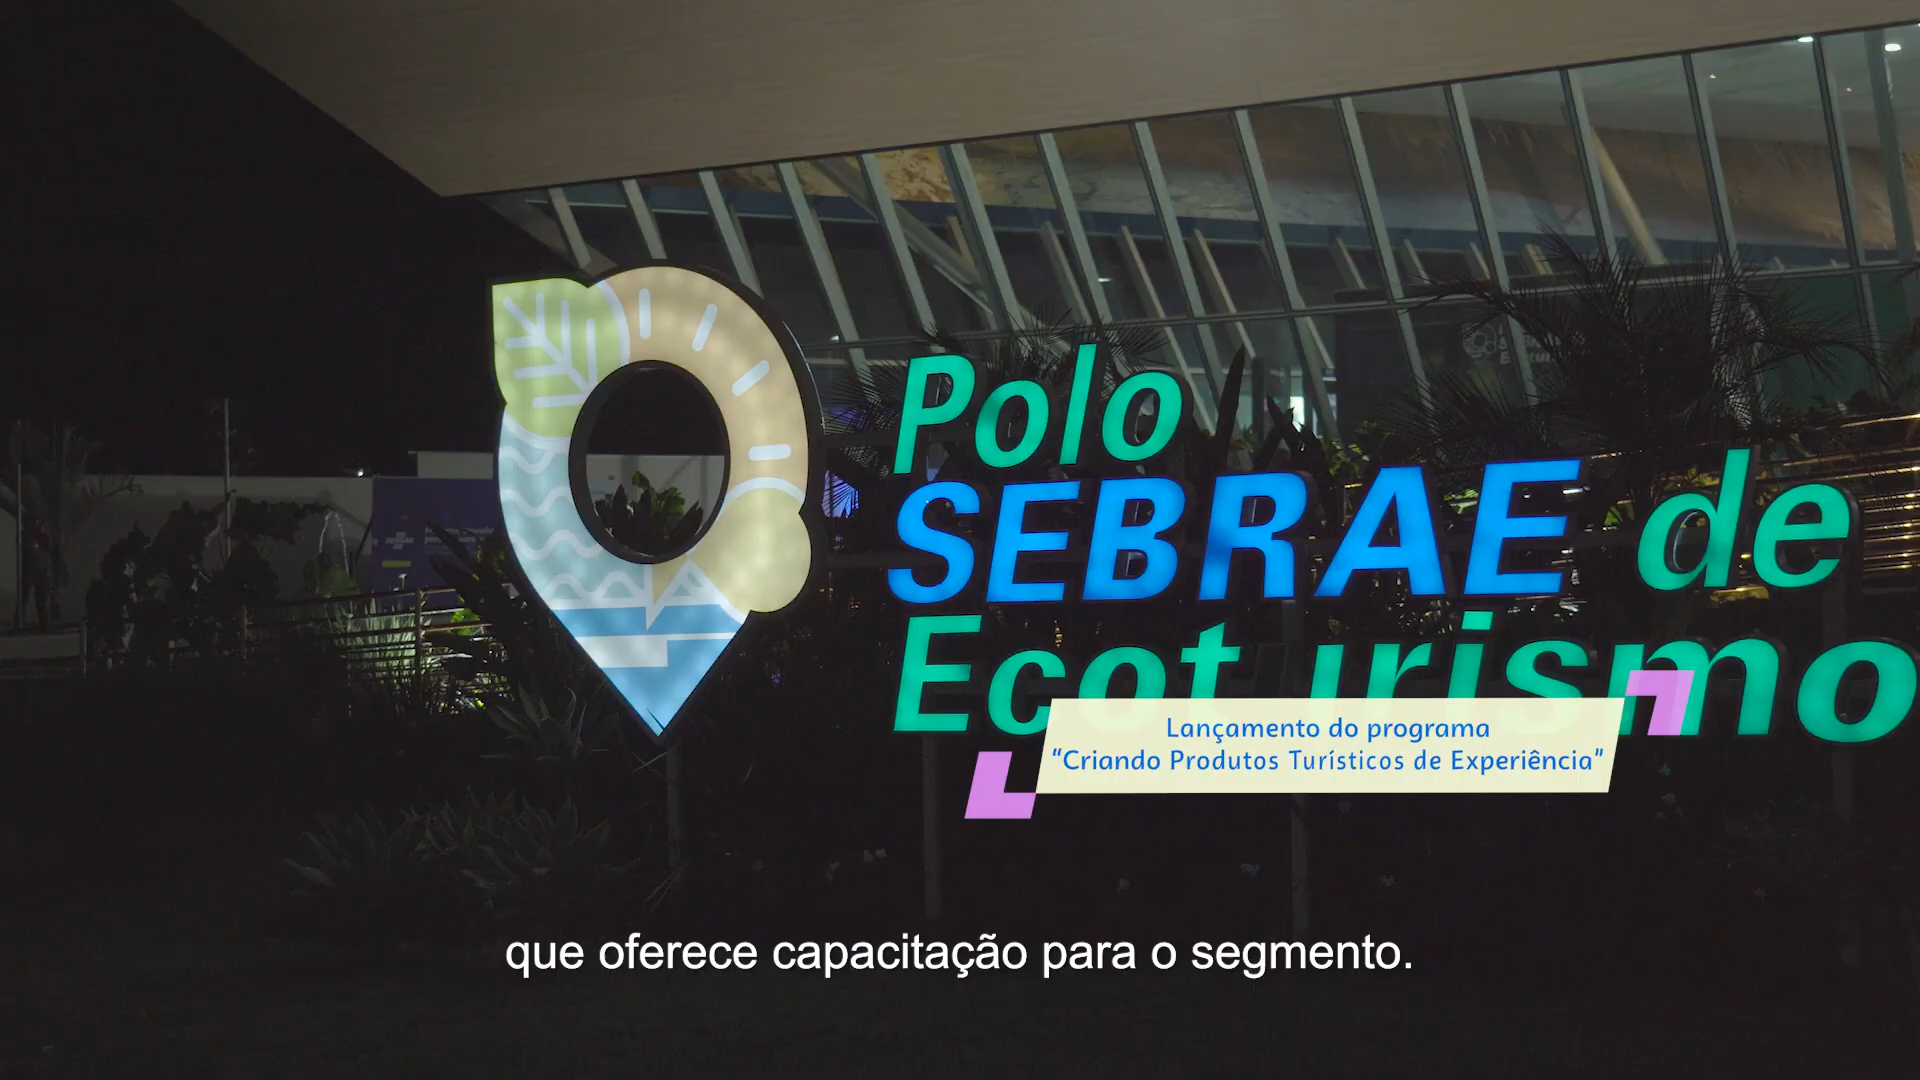 Polo
SEBRAE de
Ecoturismo
Lançamento do programa
“Criando Produtos Turísticos de Experiência”
que oferece capacitação para o segmento.